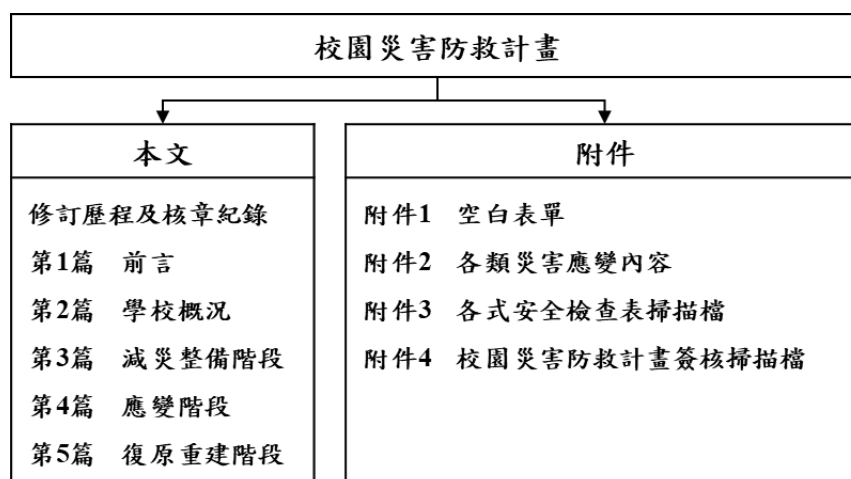 校園災害防救計畫
本文
修訂歷程及核章紀錄
第1篇 前言
第2篇 學校概況
第3篇 減災整備階段
第4篇 應變階段
第5篇 復原重建階段
附件
附件1 空白表單
附件2 各類災害應變內容
附件3 各式安全檢查表掃描檔
附件4 校園災害防救計畫簽核掃描檔